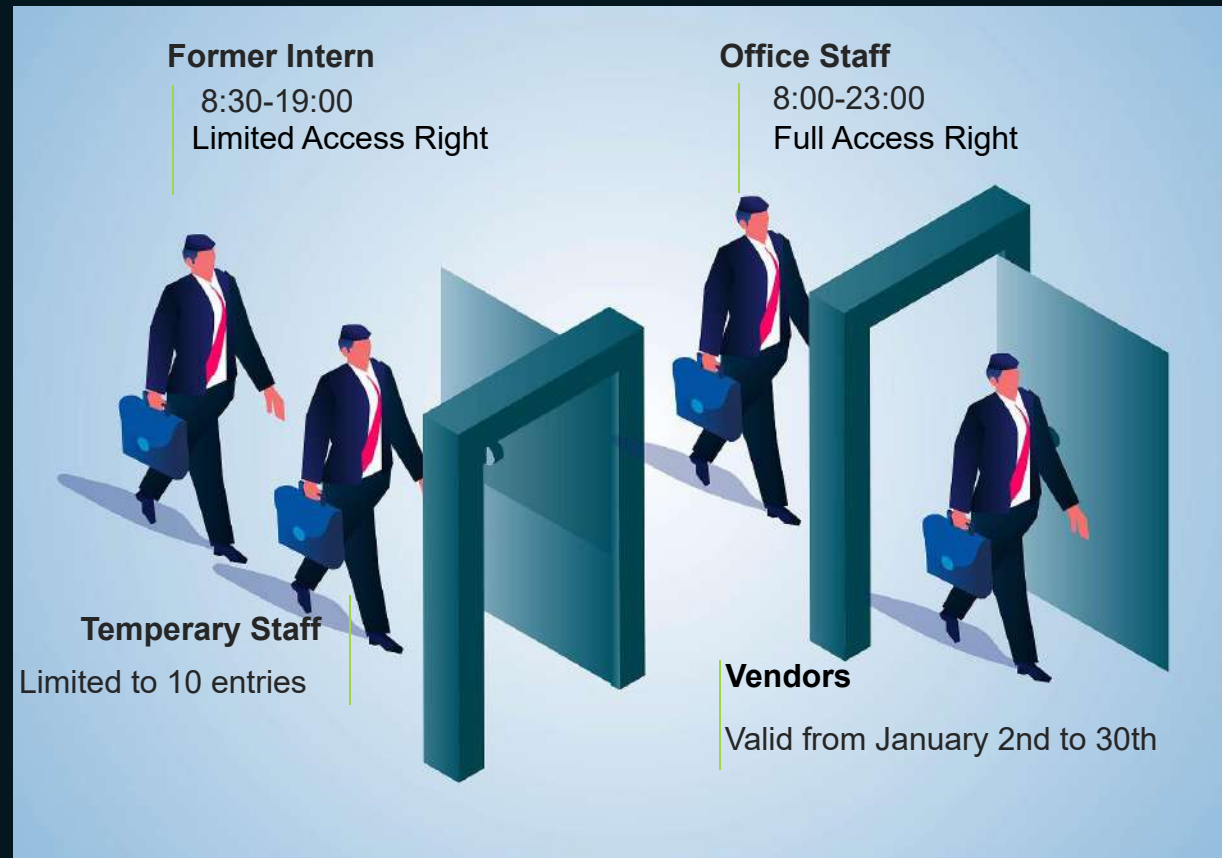 Former Intern
8:30-19:00
Limited Access Right
Office Staff
8:00-23:00
Full Access Right
Temperary Staff
Limited to 10 entries
Vendors
Valid from January 2nd to 30th